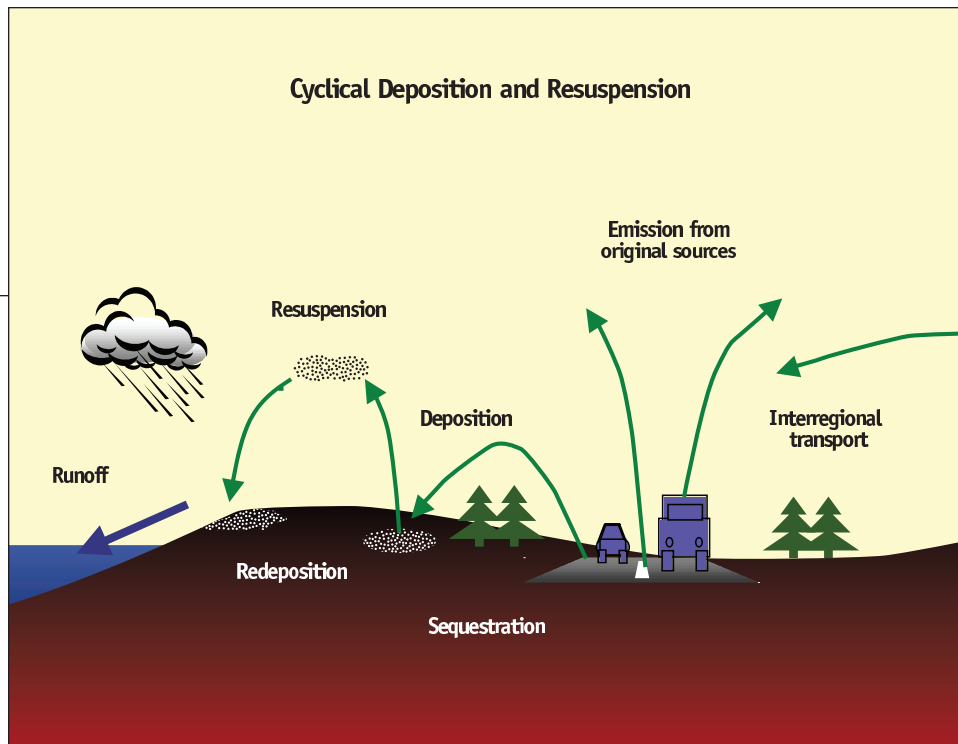 Cyclical Deposition and Resuspension
Emission from
original sources
Resuspension
Deposition
Interregional
transport
Runoff
Redeposition
Sequestration